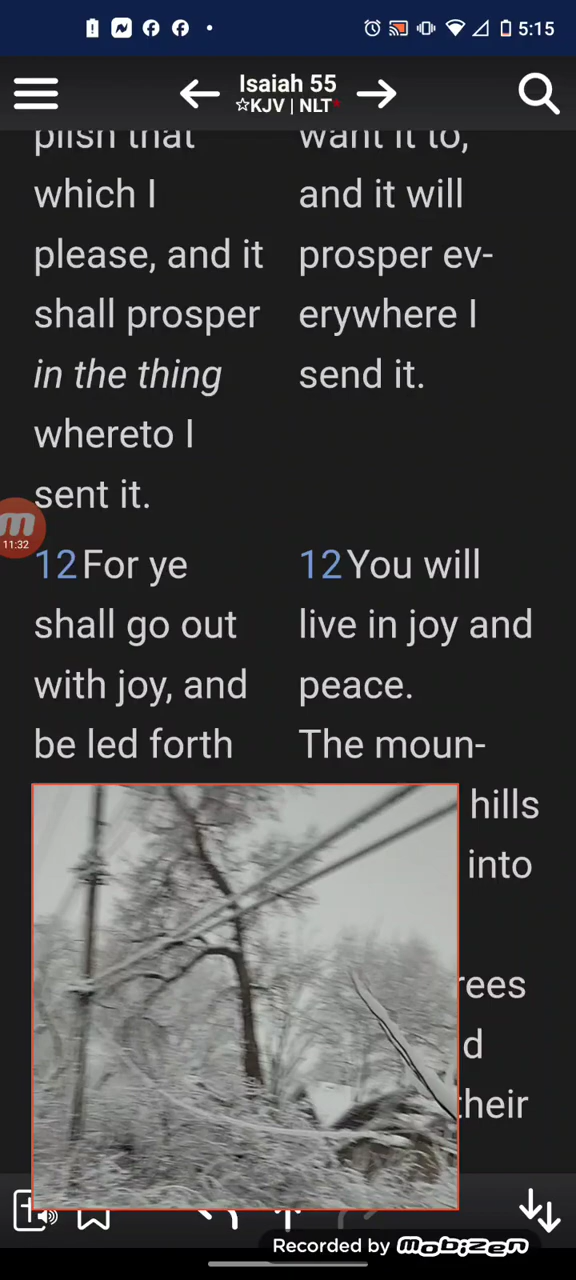 5:15
Isaiah 55
☆KJV | NLT*
plish that
which I
please, and it
shall prosper
in the thing
whereto I
sent it.
12 For ye
shall go out
with joy, and
be led forth
want it to,
and it will
prosper ev-
erywhere I
send it.
12 You will
live in joy and
peace.
The moun-
hills
into
rees
d
their
11:32
Recorded by mobizen